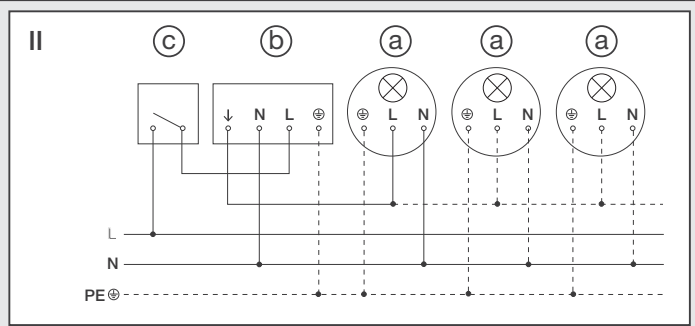 II
c b a a a
↓ N L ⏚ ⏚ L N ⏚ L N ⏚ L N
L
N
PE ⏚